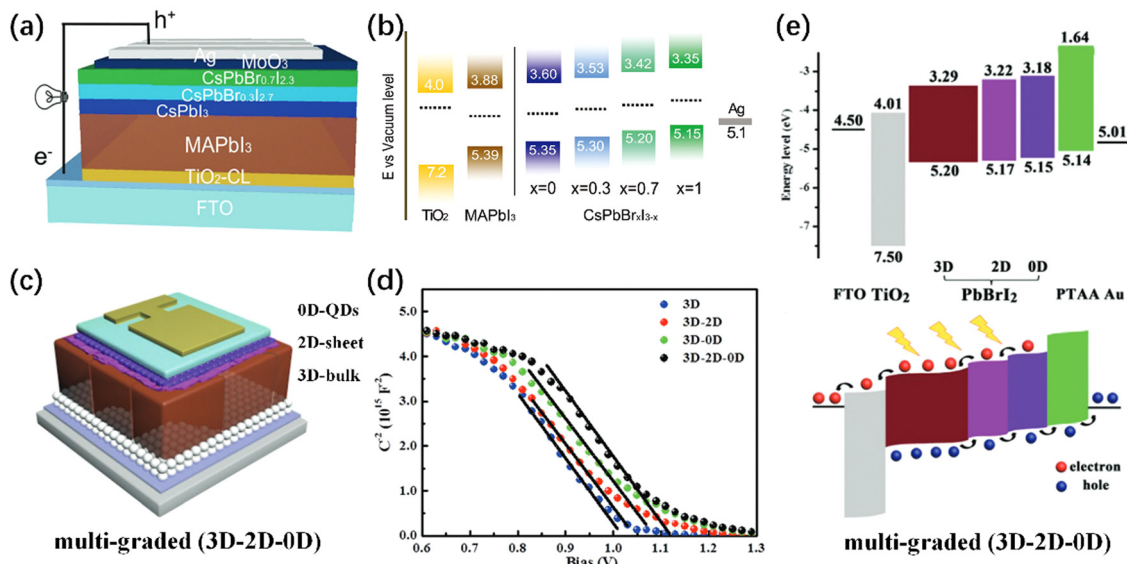 (a)
h+
Ag
MoO3
CsPbBr0.7I2.3
CsPbBr0.3I2.7
CsPbI3
e-
MAPbI3
TiO2-CL
FTO
(b)
E vs Vacuum level
4.0
3.88
3.60
3.53
3.42
3.35
Ag
5.1
5.39
5.35
5.30
5.20
5.15
7.2
x=0
x=0.3
x=0.7
x=1
TiO2
MAPbI3
CsPbBrxI3-x
(c)
0D-QDs
2D-sheet
3D-bulk
multi-graded (3D-2D-0D)
(d)
C-2 (1015 F-2)
5.0
4.0
3.0
2.0
1.0
0.0
0.6
0.7
0.8
0.9
1.0
1.1
1.2
1.3
Bias (V)
3D
3D-2D
3D-0D
3D-2D-0D
(e)
Energy level (eV)
-3
-4
-5
-6
-7
1.64
3.29
3.22
3.18
4.50
4.01
5.01
5.20
5.17
5.15
5.14
7.50
3D
2D
0D
FTO TiO2
PbBrI2
PTAA Au
electron
hole
multi-graded (3D-2D-0D)